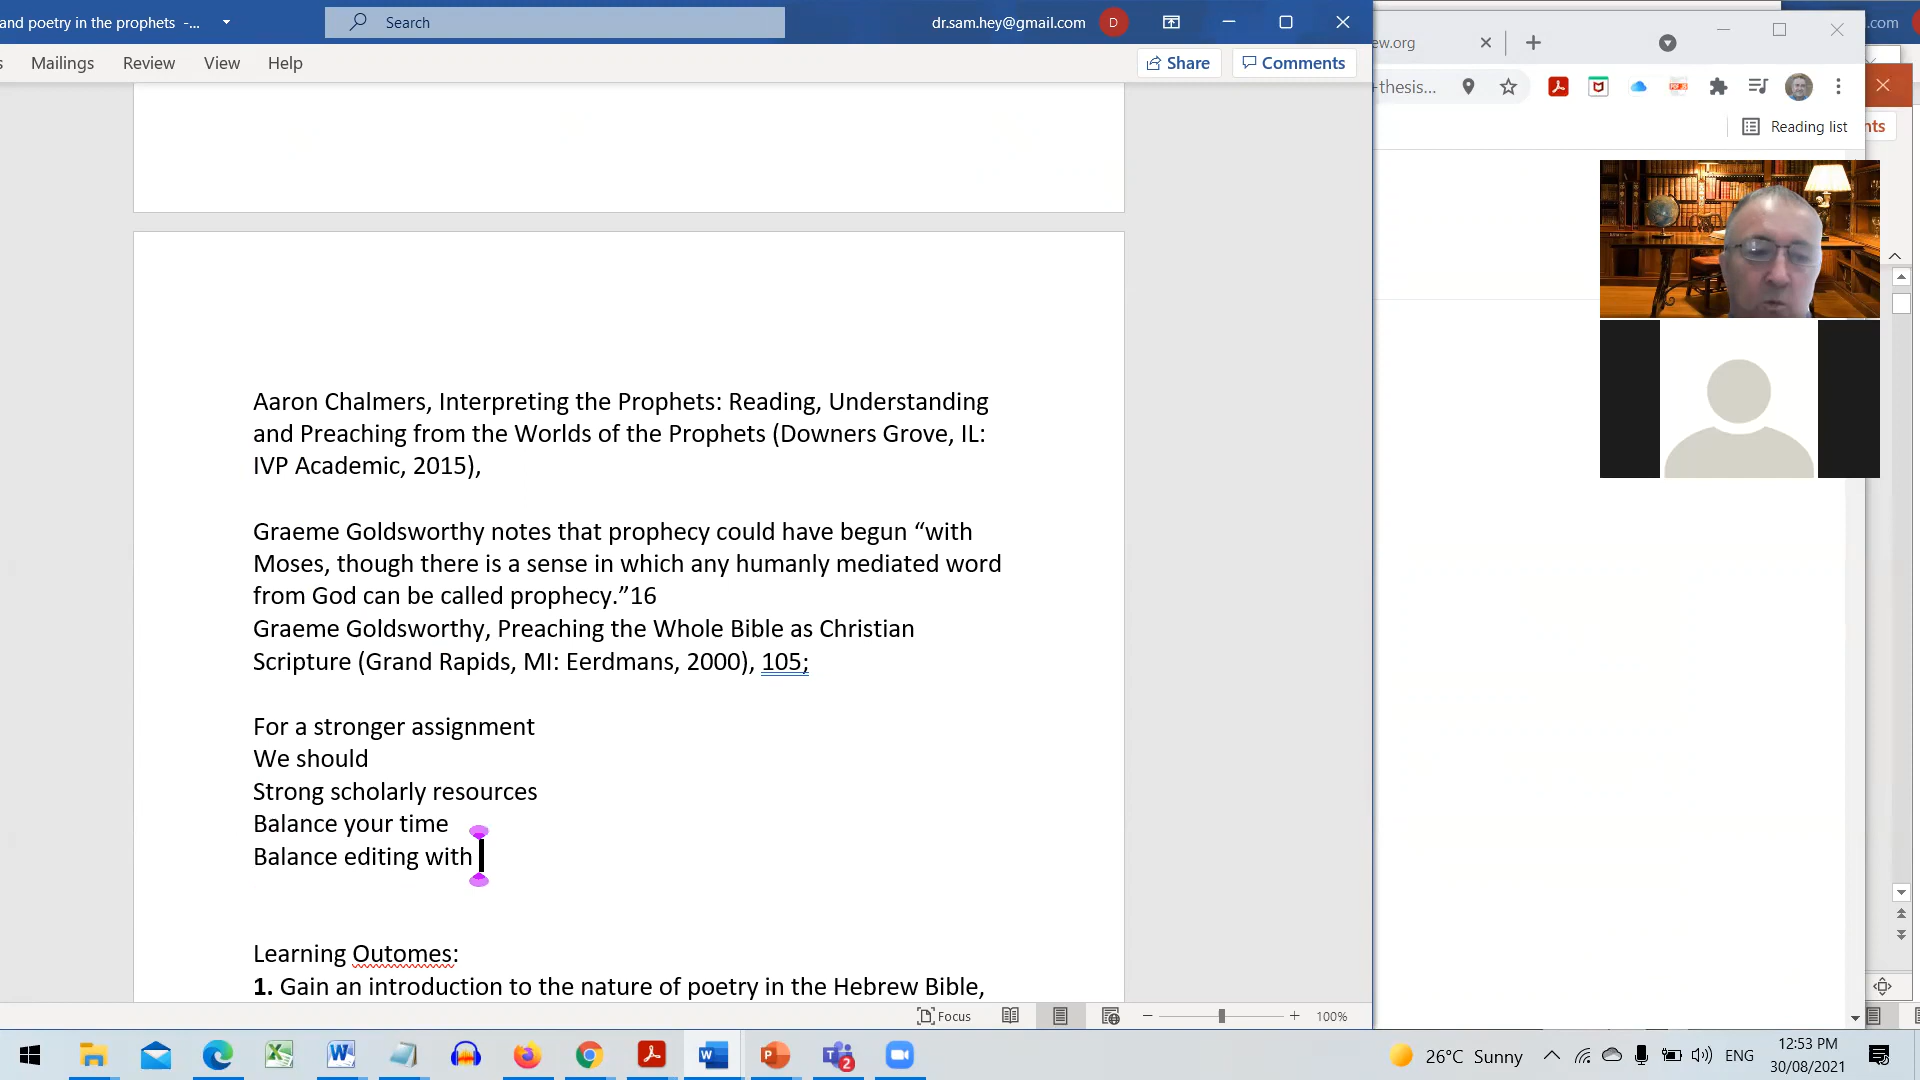 and poetry in the prophets -...
Search
dr.sam.hey@gmail.com
D
Mailings
Review
View
Help
Share
Comments
ew.org
.com
+thesis...
Reading list
nts
Aaron Chalmers, Interpreting the Prophets: Reading, Understanding
and Preaching from the Worlds of the Prophets (Downers Grove, IL:
IVP Academic, 2015),
Graeme Goldsworthy notes that prophecy could have begun “with
Moses, though there is a sense in which any humanly mediated word
from God can be called prophecy.”16
Graeme Goldsworthy, Preaching the Whole Bible as Christian
Scripture (Grand Rapids, MI: Eerdmans, 2000), 105;
For a stronger assignment
We should
Strong scholarly resources
Balance your time
Balance editing with
Learning Outomes:
1. Gain an introduction to the nature of poetry in the Hebrew Bible,
Focus
100%
26°C Sunny
ENG
12:53 PM
30/08/2021
2